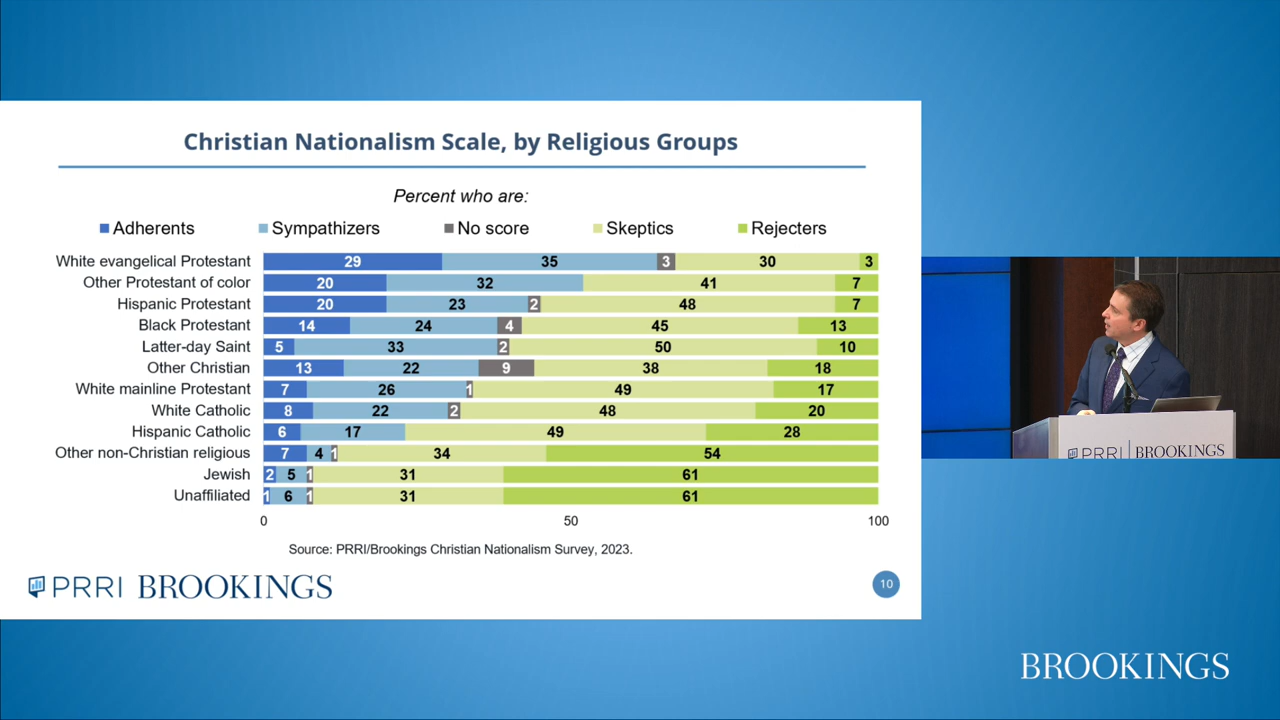 Christian Nationalism Scale, by Religious Groups
Percent who are:
Adherents Sympathizers No score Skeptics Rejecters
White evangelical Protestant 29 35 3 30 3
Other Protestant of color 20 32 41 7
Hispanic Protestant 20 23 2 48 7
Black Protestant 14 24 4 45 13
Latter-day Saint 5 33 2 50 10
Other Christian 13 22 9 38 18
White mainline Protestant 7 26 1 49 17
White Catholic 8 22 2 48 20
Hispanic Catholic 6 17 49 28
Other non-Christian religious 7 4 1 34 54
Jewish 2 5 1 31 61
Unaffiliated 1 6 1 31 61
0 50 100
Source: PRRI/Brookings Christian Nationalism Survey, 2023.
PRRI BROOKINGS
10
PRRI BROOKINGS
BROOKINGS